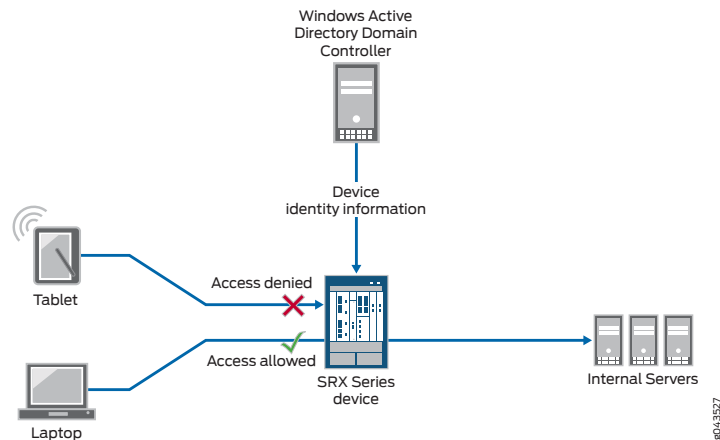 Windows Active
Directory Domain
Controller
Device
identity information
Access denied
Tablet
Access allowed
SRX Series
device
Internal Servers
Laptop
g043527